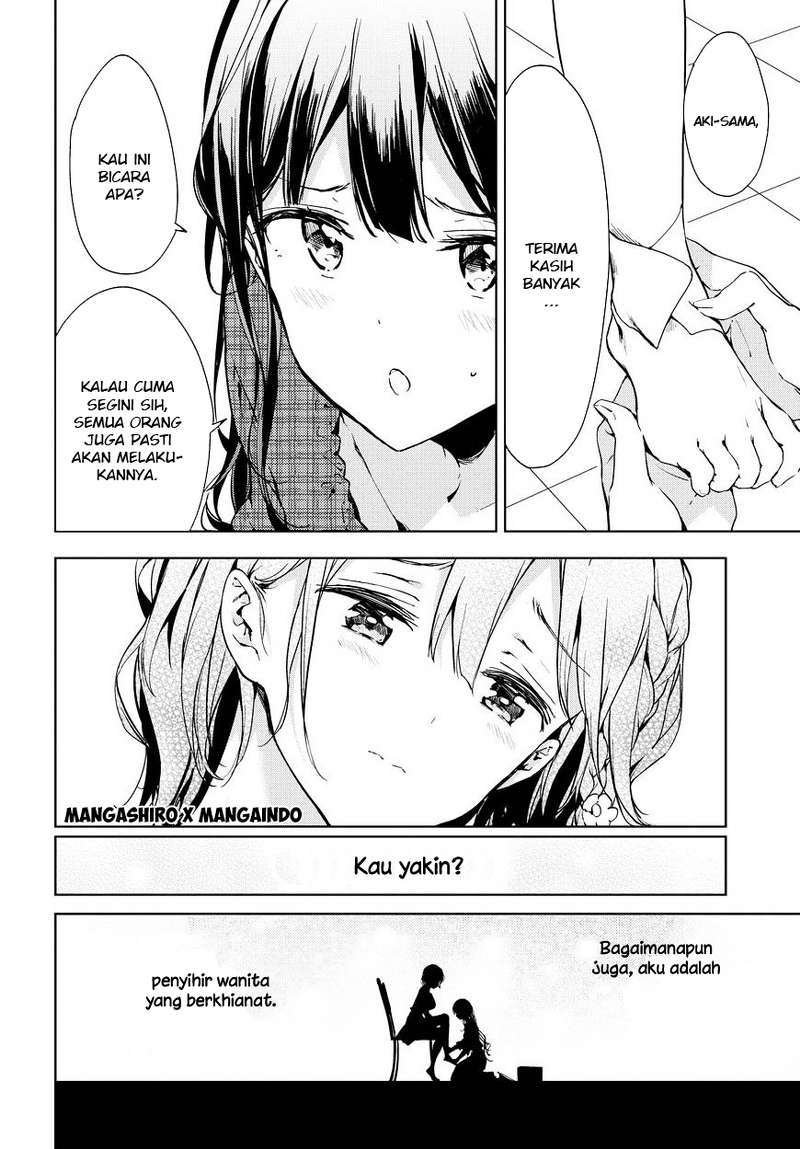 AKI-SAMA,
TERIMA
KASIH
BANYAK
...
KAU INI
BICARA
APA?
KALAU CUMA
SEGINI SIH,
SEMUA ORANG
JUGA PASTI
AKAN MELAKU-
KANNYA.
MANGASHIRO X MANGAINDO
Kau yakin?
Bagaimanapun
juga, aku adalah
penyihir wanita
yang berkhianat.